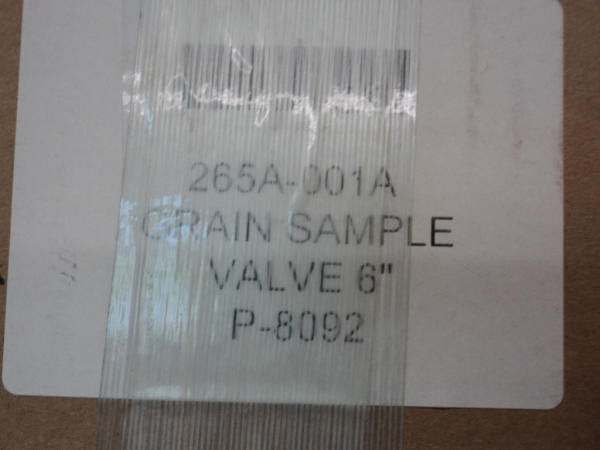 265A-001A
GRAIN SAMPLE
VALVE 6"
P-8092